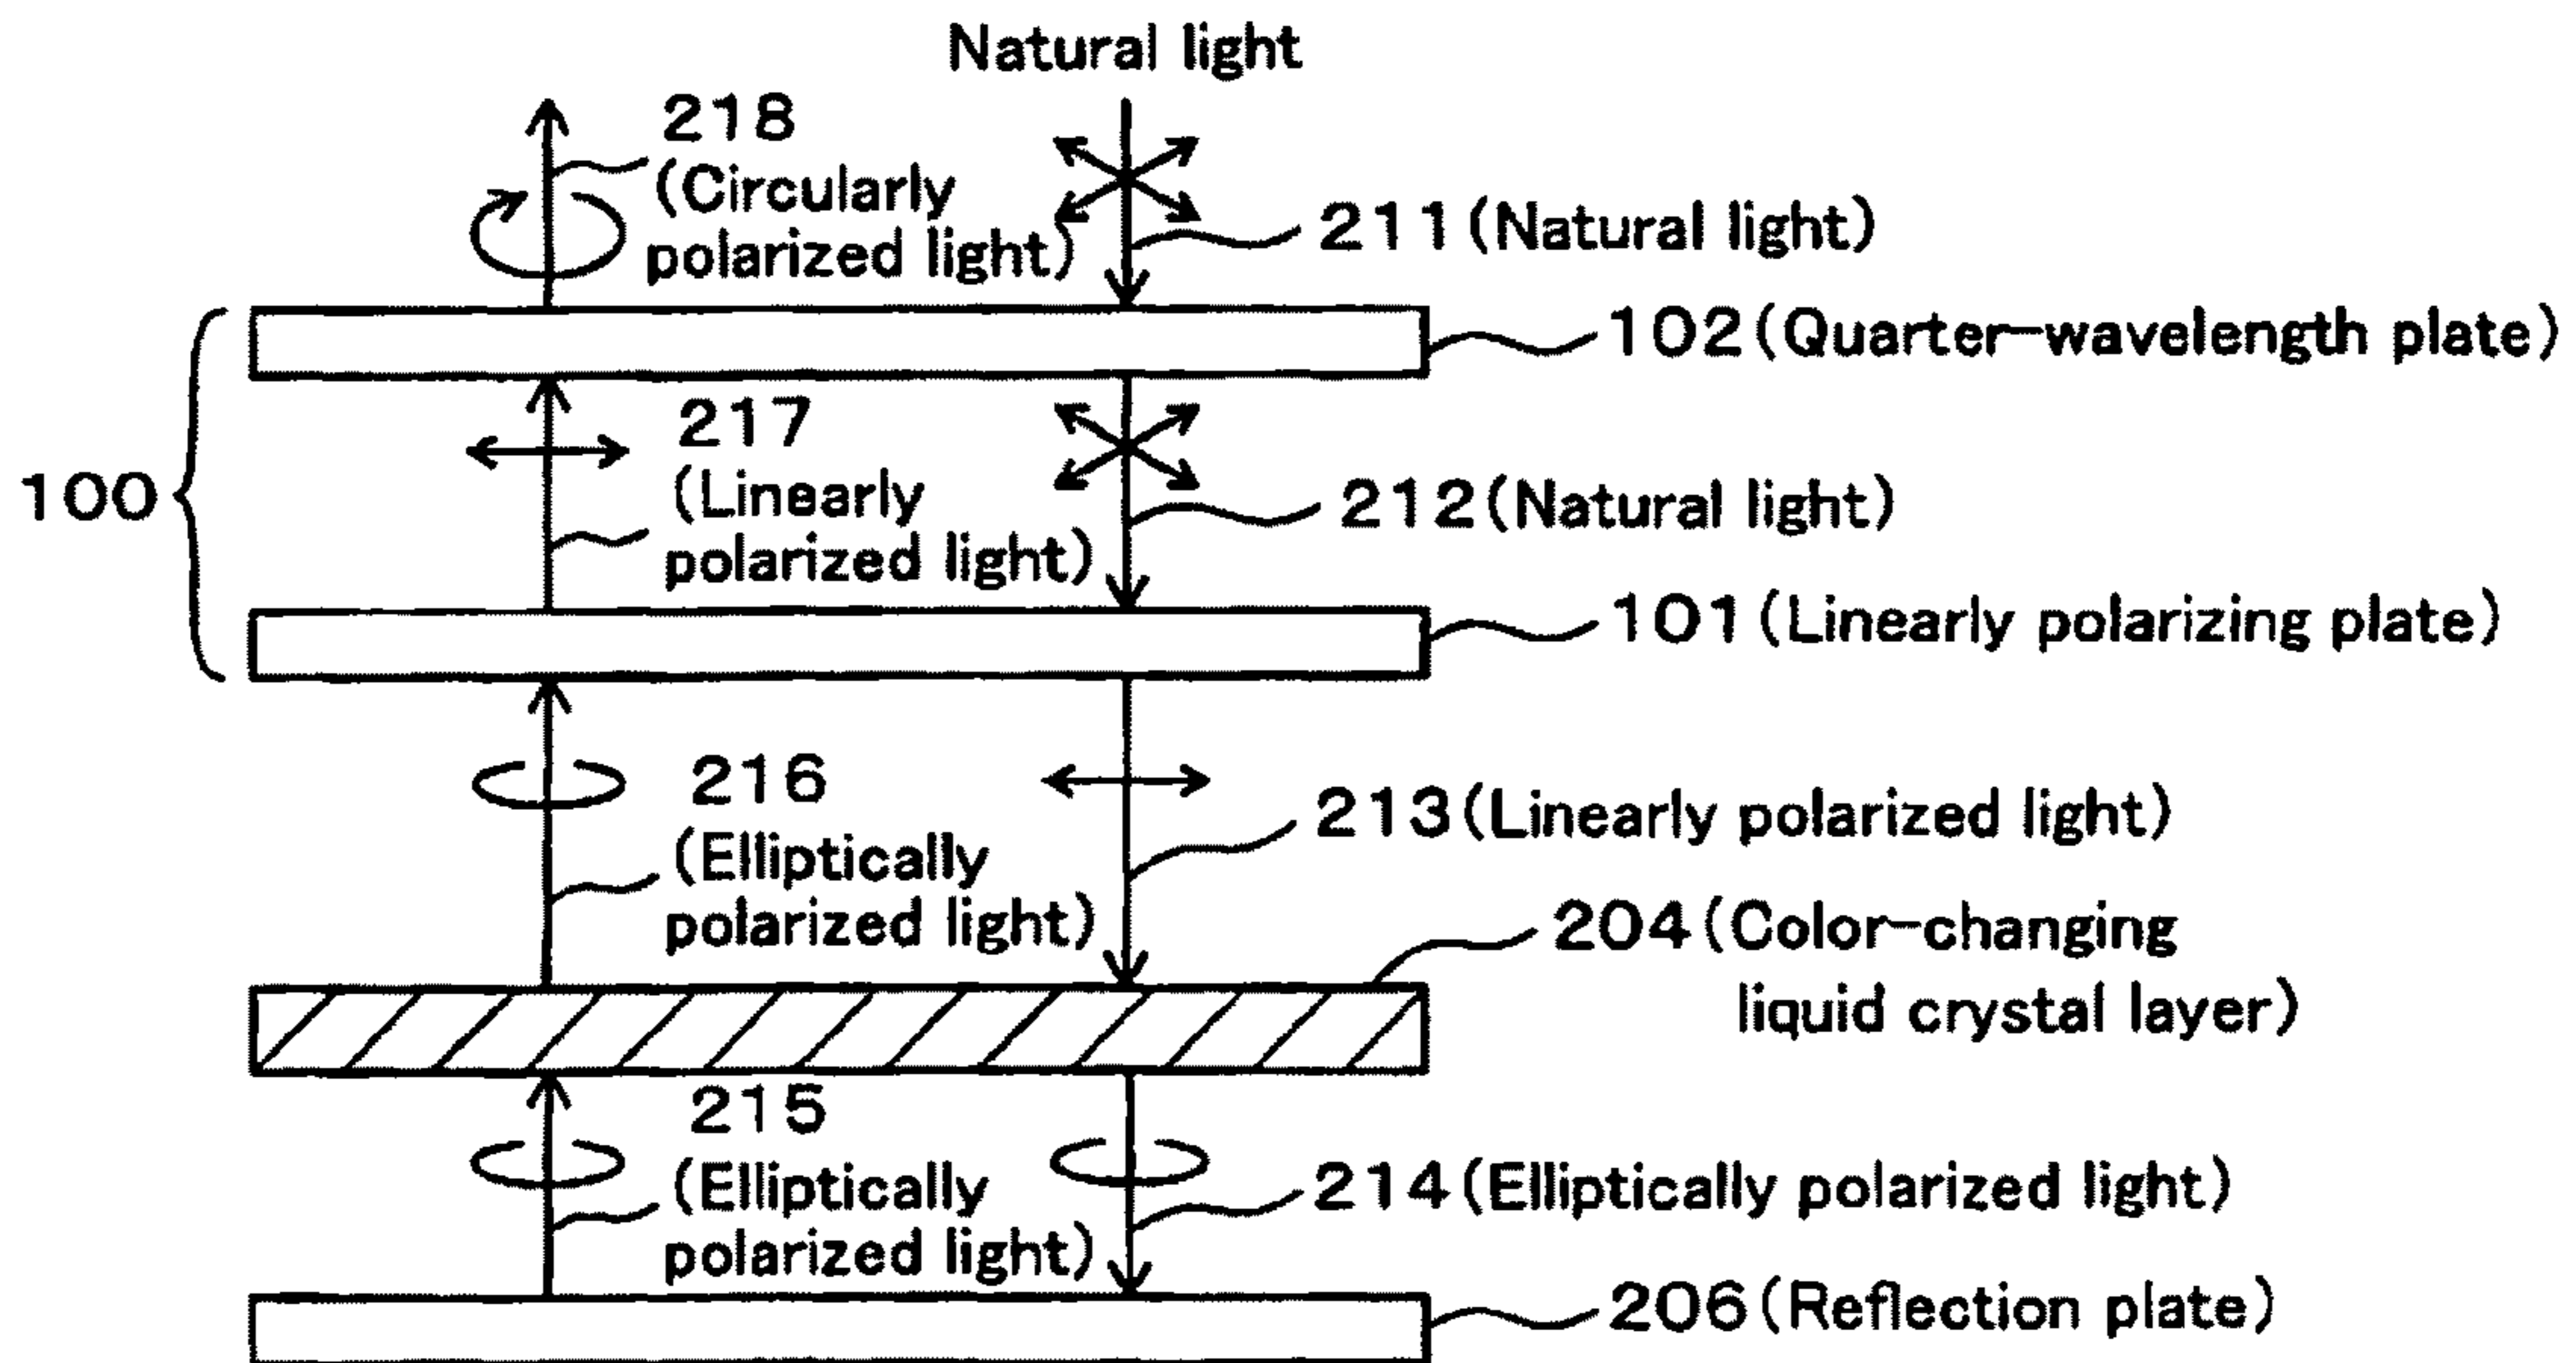 Natural light
218
(Circularly
polarized light)
211 (Natural light)
102 (Quarter-wavelength plate)
100
217
(Linearly
polarized light)
212 (Natural light)
101 (Linearly polarizing plate)
216
(Elliptically
polarized light)
213 (Linearly polarized light)
204 (Color-changing
liquid crystal layer)
215
(Elliptically
polarized light)
214 (Elliptically polarized light)
206 (Reflection plate)